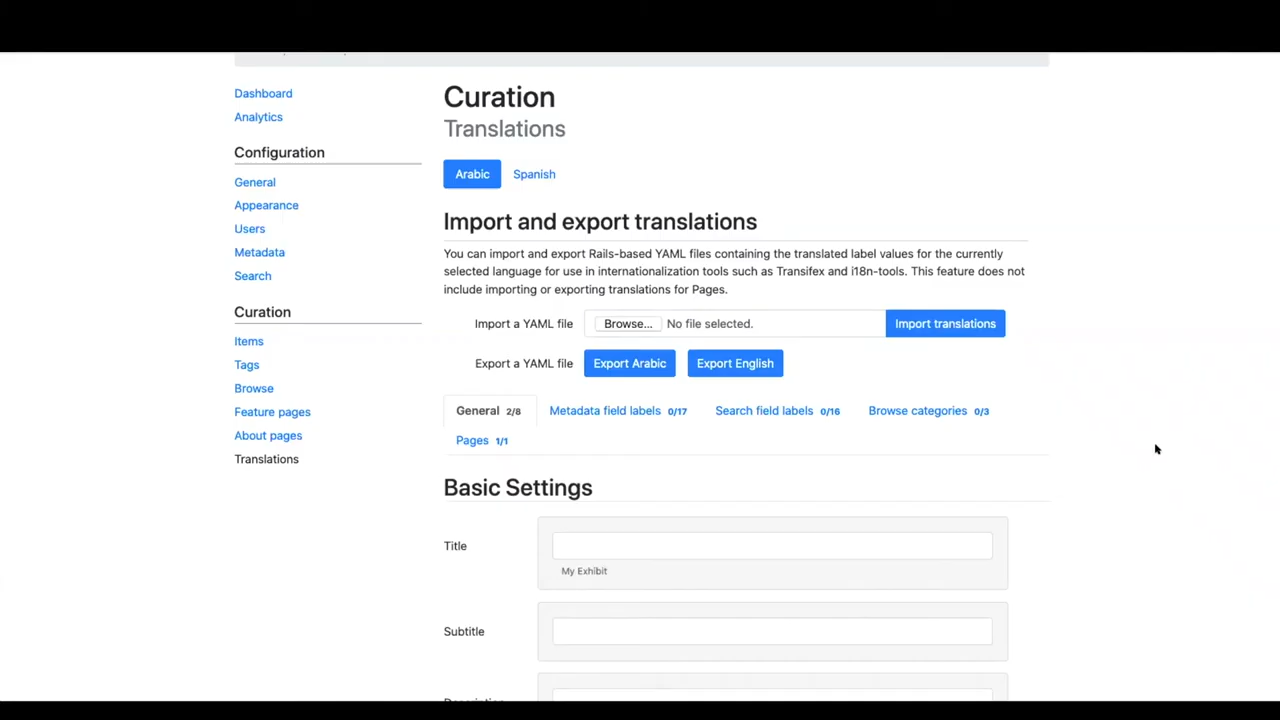 Dashboard
Analytics
Configuration
General
Appearance
Users
Metadata
Search
Curation
Items
Tags
Browse
Feature pages
About pages
Translations
Curation
Translations
Arabic Spanish
Import and export translations
You can import and export Rails-based YAML files containing the translated label values for the currently
selected language for use in internationalization tools such as Transifex and i18n-tools. This feature does not
include importing or exporting translations for Pages.
Import a YAML file Browse... No file selected. Import translations
Export a YAML file Export Arabic Export English
General 2/8 Metadata field labels 0/17 Search field labels 0/16 Browse categories 0/3
Pages 1/1
Basic Settings
Title
My Exhibit
Subtitle